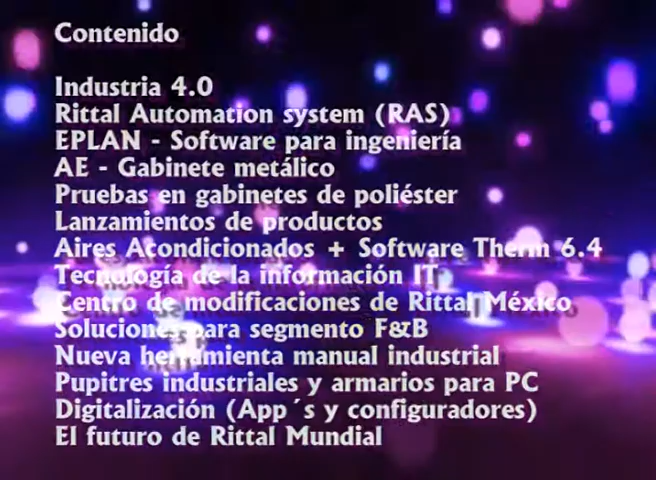 Contenido
Industria 4.0
Rittal Automation system (RAS)
EPLAN - Software para ingeniería
AE - Gabinete metálico
Pruebas en gabinetes de poliéster
Lanzamientos de productos
Aires Acondicionados + Software Therm 6.4
Tecnología de la información IT
Centro de modificaciones de Rittal México
Soluciones para segmento F&B
Nueva herramienta manual industrial
Pupitres industriales y armarios para PC
Digitalización (App´s y configuradores)
El futuro de Rittal Mundial